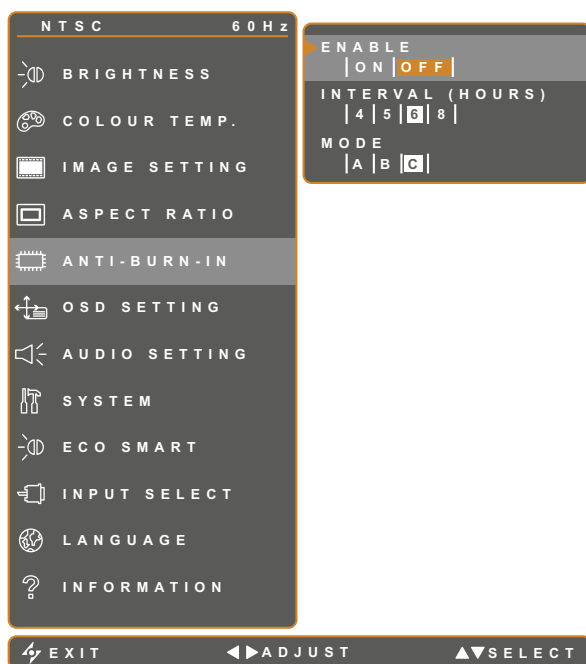 NTSC 60Hz
BRIGHTNESS
COLOUR TEMP.
IMAGE SETTING
ASPECT RATIO
ANTI-BURN-IN
OSD SETTING
AUDIO SETTING
SYSTEM
ECO SMART
INPUT SELECT
LANGUAGE
INFORMATION
ENABLE
ON OFF
INTERVAL (HOURS)
4 5 6 8
MODE
A B C
EXIT ADJUST SELECT